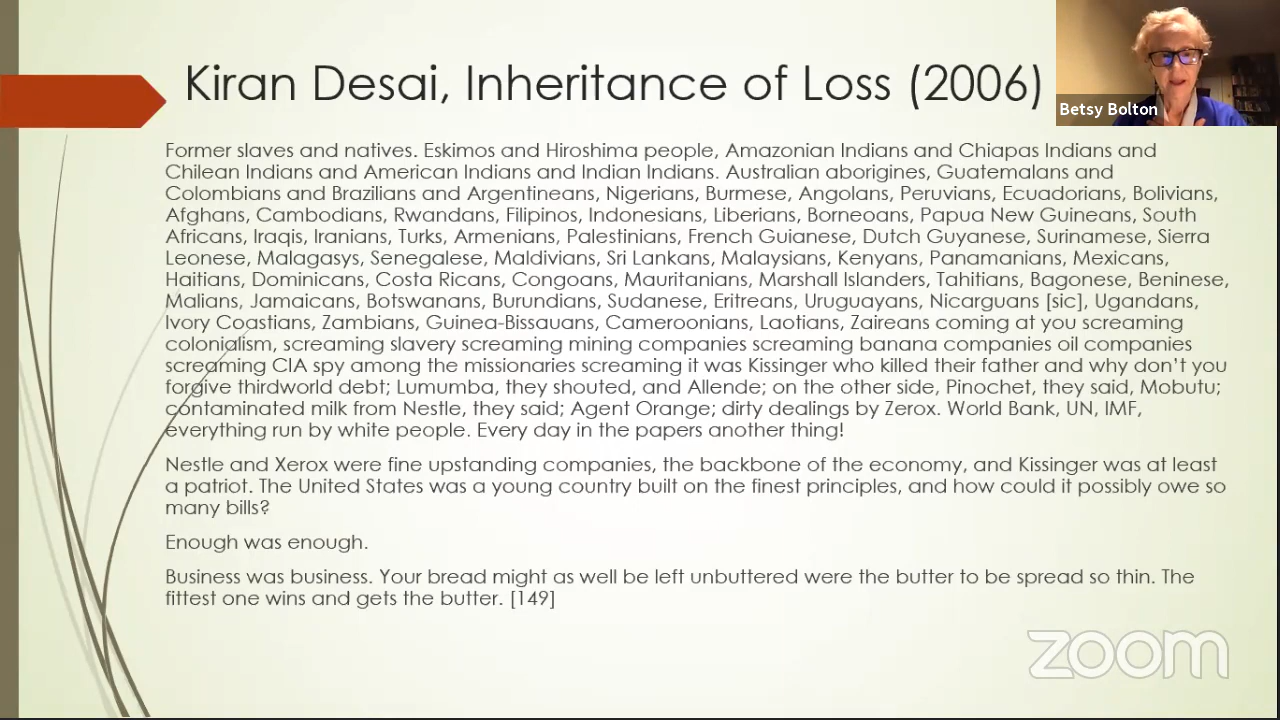 Kiran Desai, Inheritance of Loss (2006)
Betsy Bolton
Former slaves and natives. Eskimos and Hiroshima people, Amazonian Indians and Chiapas Indians and
Chilean Indians and American Indians and Indian Indians. Australian aborigines, Guatemalans and
Colombians and Brazilians and Argentineans, Nigerians, Burmese, Angolans, Peruvians, Ecuadorians, Bolivians,
Afghans, Cambodians, Rwandans, Filipinos, Indonesians, Liberians, Borneoans, Papua New Guineans, South
Africans, Iraqis, Iranians, Turks, Armenians, Palestinians, French Guianese, Dutch Guyanese, Surinamese, Sierra
Leonese, Malagasys, Senegalese, Maldivians, Sri Lankans, Malaysians, Kenyans, Panamanians, Mexicans,
Haitians, Dominicans, Costa Ricans, Congoans, Mauritanians, Marshall Islanders, Tahitians, Bagonese, Beninese,
Malians, Jamaicans, Botswanans, Burundians, Sudanese, Eritreans, Uruguayans, Nicarguans [sic], Ugandans,
Ivory Coastians, Zambians, Guinea-Bissauans, Cameroonians, Laotians, Zaireans coming at you screaming
colonialism, screaming slavery screaming mining companies screaming banana companies oil companies
screaming CIA spy among the missionaries screaming it was Kissinger who killed their father and why don't you
forgive thirdworld debt; Lumumba, they shouted, and Allende; on the other side, Pinochet, they said, Mobutu;
contaminated milk from Nestle, they said; Agent Orange; dirty dealings by Zerox. World Bank, UN, IMF,
everything run by white people. Every day in the papers another thing!
Nestle and Xerox were fine upstanding companies, the backbone of the economy, and Kissinger was at least
a patriot. The United States was a young country built on the finest principles, and how could it possibly owe so
many bills?
Enough was enough.
Business was business. Your bread might as well be left unbuttered were the butter to be spread so thin. The
fittest one wins and gets the butter. [149]
zoom